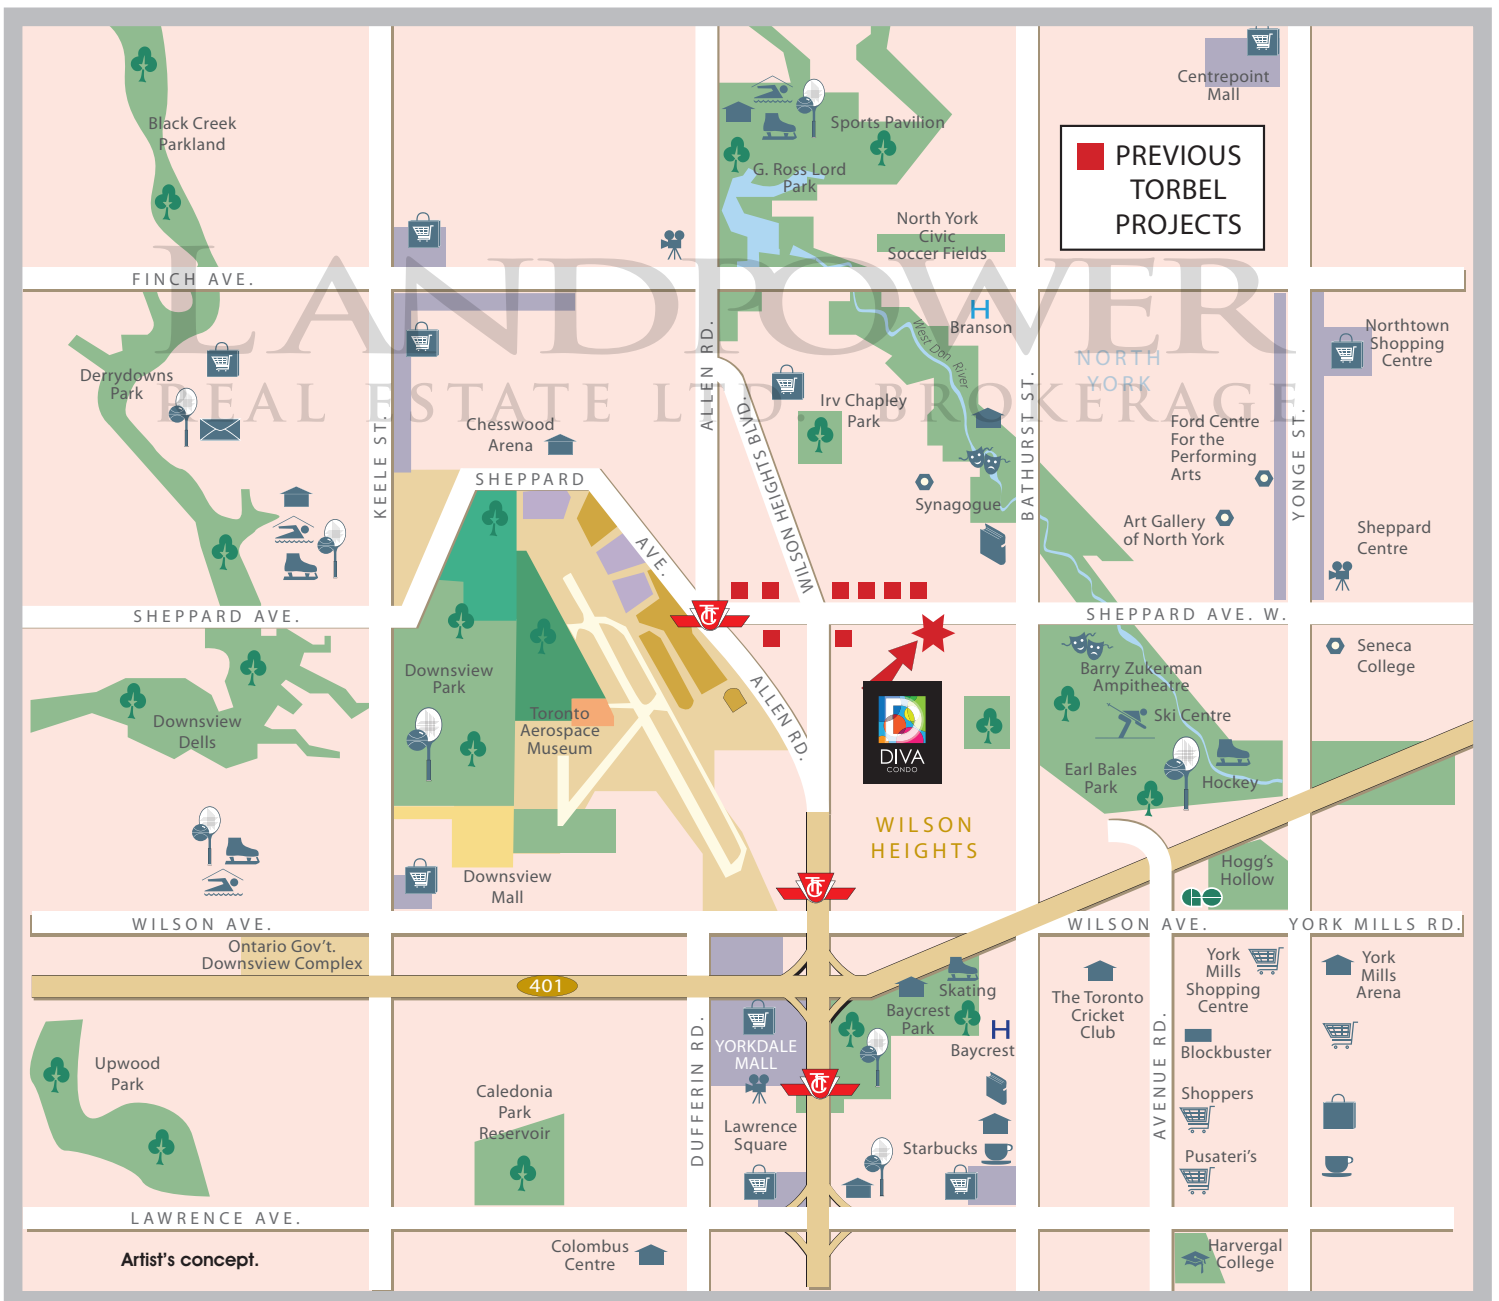 Centrepoint
Mall
Black Creek
Parkland
Sports Pavilion
G. Ross Lord
Park
PREVIOUS
TORBEL
PROJECTS
North York
Civic
Soccer Fields
LANDPOWER
REAL ESTATE LTD BROKERAGE
FINCH AVE.
Branson
H
West Don River
NORTH
YORK
Northtown
Shopping
Centre
Derrydowns
Park
ALLEN RD.
WILSON HEIGHTS BLVD.
Irv Chapley
Park
BATHURST ST.
Ford Centre
For the
Performing
Arts
YONGE ST.
KEELE ST.
Chesswood
Arena
SHEPPARD
AVE.
Synagogue
Art Gallery
of North York
Sheppard
Centre
SHEPPARD AVE.
TTC
SHEPPARD AVE. W.
Seneca
College
Downsview
Park
Barry Zukerman
Ampitheatre
Ski Centre
Downsview
Dells
Toronto
Aerospace
Museum
ALLEN RD.
D
DIVA
CONDO
Earl Bales
Park
Hockey
WILSON
HEIGHTS
Hogg's
Hollow
Downsview
Mall
TTC
GO
WILSON AVE.
WILSON AVE.
YORK MILLS RD.
Ontario Gov't.
Downsview Complex
401
Skating
Baycrest
Park
H
Baycrest
The Toronto
Cricket
Club
York
Mills
Shopping
Centre
York
Mills
Arena
DUFFERIN RD.
YORKDALE
MALL
TTC
AVENUE RD.
Blockbuster
Upwood
Park
Caledonia
Park
Reservoir
Lawrence
Square
Starbucks
Shoppers
Pusateri's
LAWRENCE AVE.
Artist's concept.
Colombus
Centre
Harvergal
College